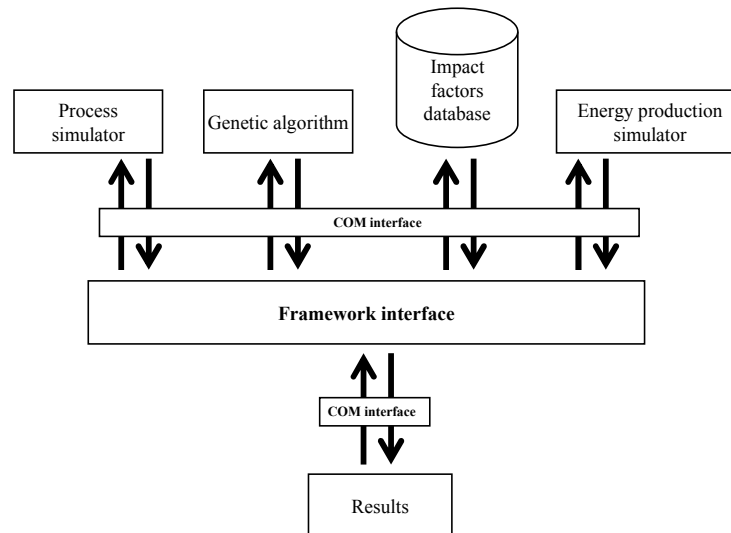 Process
simulator
Genetic algorithm
Impact
factors
database
Energy production
simulator
COM interface
Framework interface
COM interface
Results